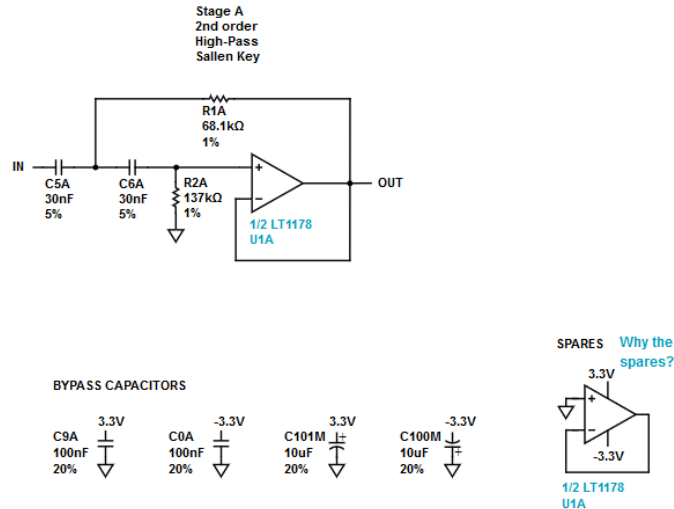 Stage A
2nd order
High-Pass
Sallen Key
R1A
68.1kΩ
1%
IN
C5A
30nF
5%
C6A
30nF
5%
R2A
137kΩ
1%
+
−
OUT
1/2 LT1178
U1A
SPARES
Why the
spares?
3.3V
+
−
-3.3V
1/2 LT1178
U1A
BYPASS CAPACITORS
3.3V
C9A
100nF
20%
-3.3V
C0A
100nF
20%
3.3V
C101M
+
10uF
20%
-3.3V
C100M
10uF
+
20%